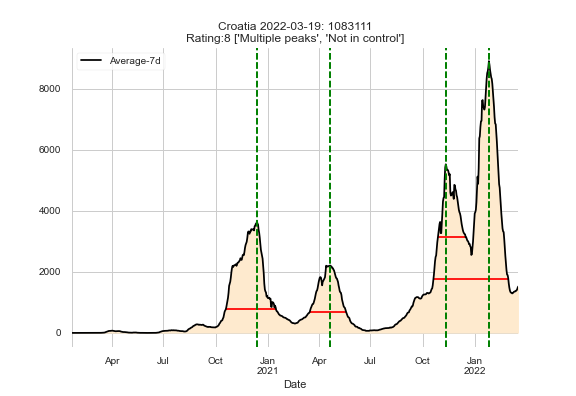 Croatia 2022-03-19: 1083111
Rating:8 ['Multiple peaks', 'Not in control']
Average-7d
8000
6000
4000
2000
0
Apr Jul Oct Jan Apr Jul Oct Jan
2021 2022
Date